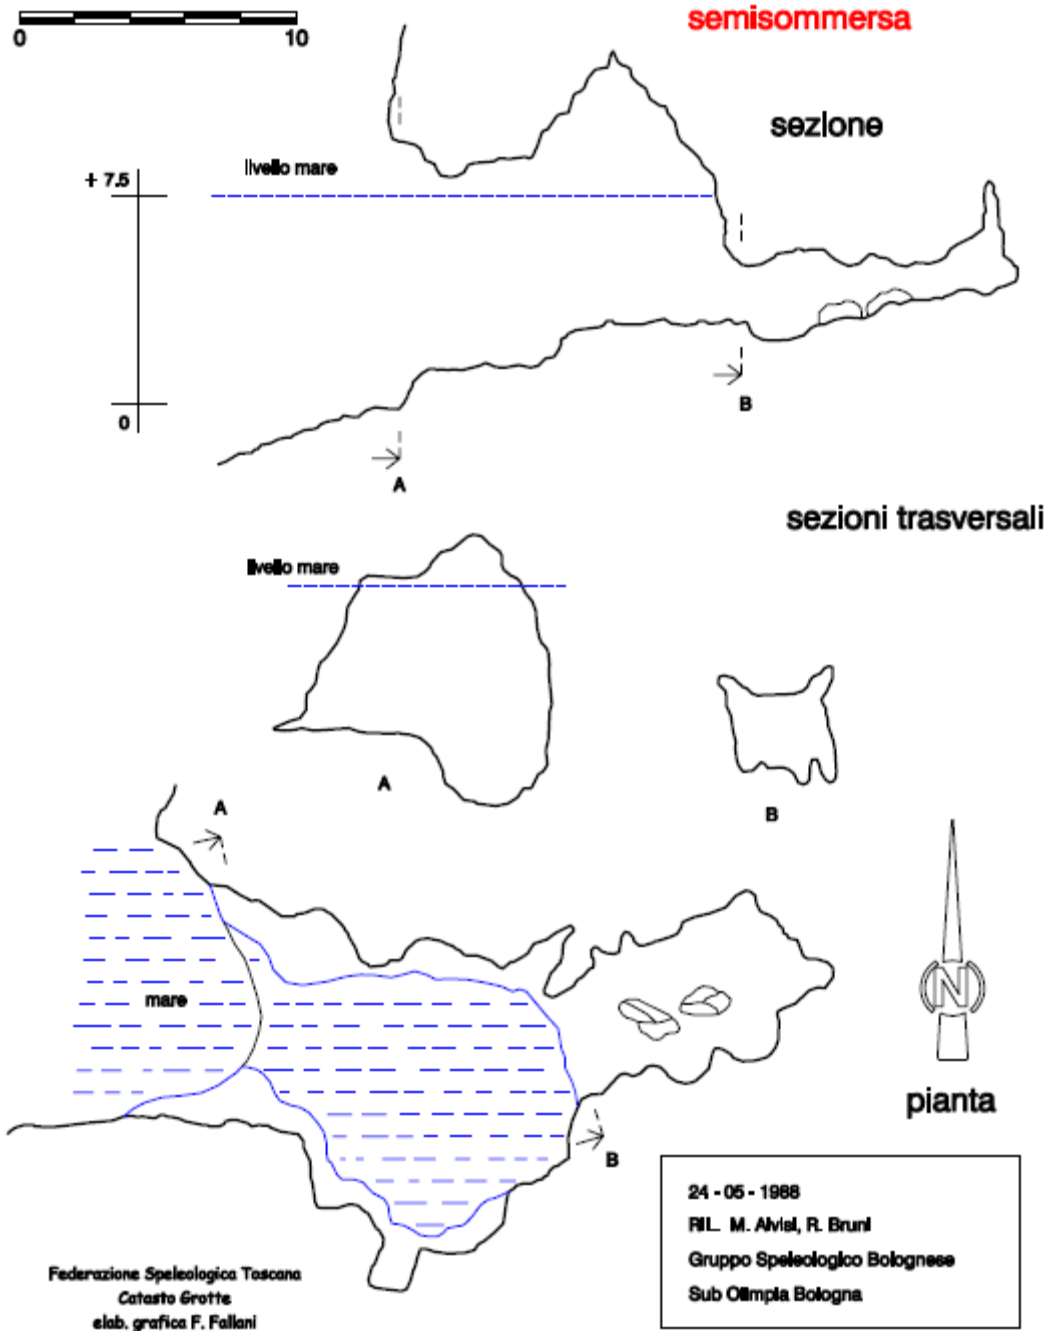 0 10
semisommersa
sezione
livello mare
+ 7.5
0
B
A
sezioni trasversali
livello mare
A
B
A
N
mare
pianta
B
24 - 05 - 1988
Ril. M. Alvisi, R. Bruni
Gruppo Speleologico Bolognese
Sub Olimpia Bologna
Federazione Speleologica Toscana
Catasto Grotte
elab. grafica F. Fallani